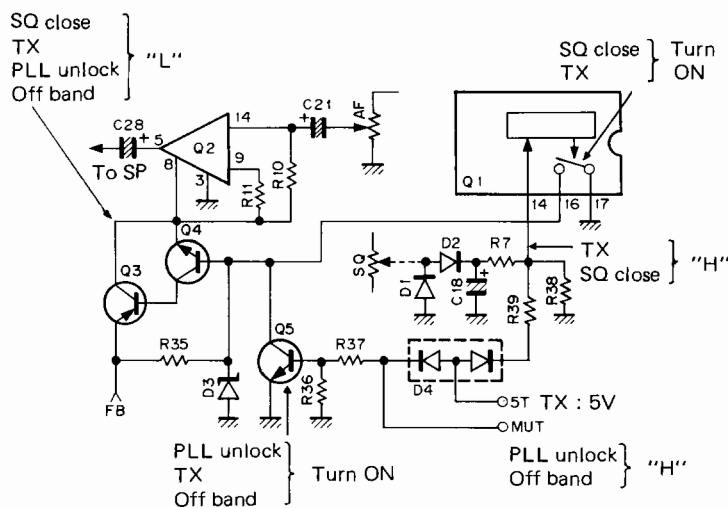 SQ close
TX
PLL unlock
Off band
"L"
SQ close
TX
Turn
ON
C28
+
5
To SP
8
Q2
3
14
9
+
C21
AF
R11
R10
Q1
14
16
17
Q4
Q3
SQ
D1
D2
C18
+
R7
R39
R38
TX
SQ close
"H"
R35
FB
D3
Q5
R36
R37
D4
5T TX : 5V
MUT
PLL unlock
TX
Off band
Turn ON
PLL unlock
Off band
"H"